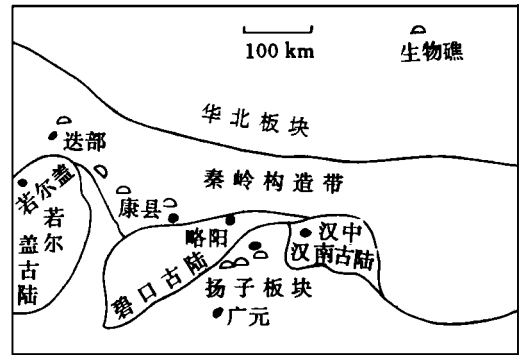 100 km
生物礁
华北板块
迭部
秦岭构造带
若尔盖
若尔
盖古陆
康县
略阳
汉中
汉南古陆
碧口古陆
扬子板块
广元